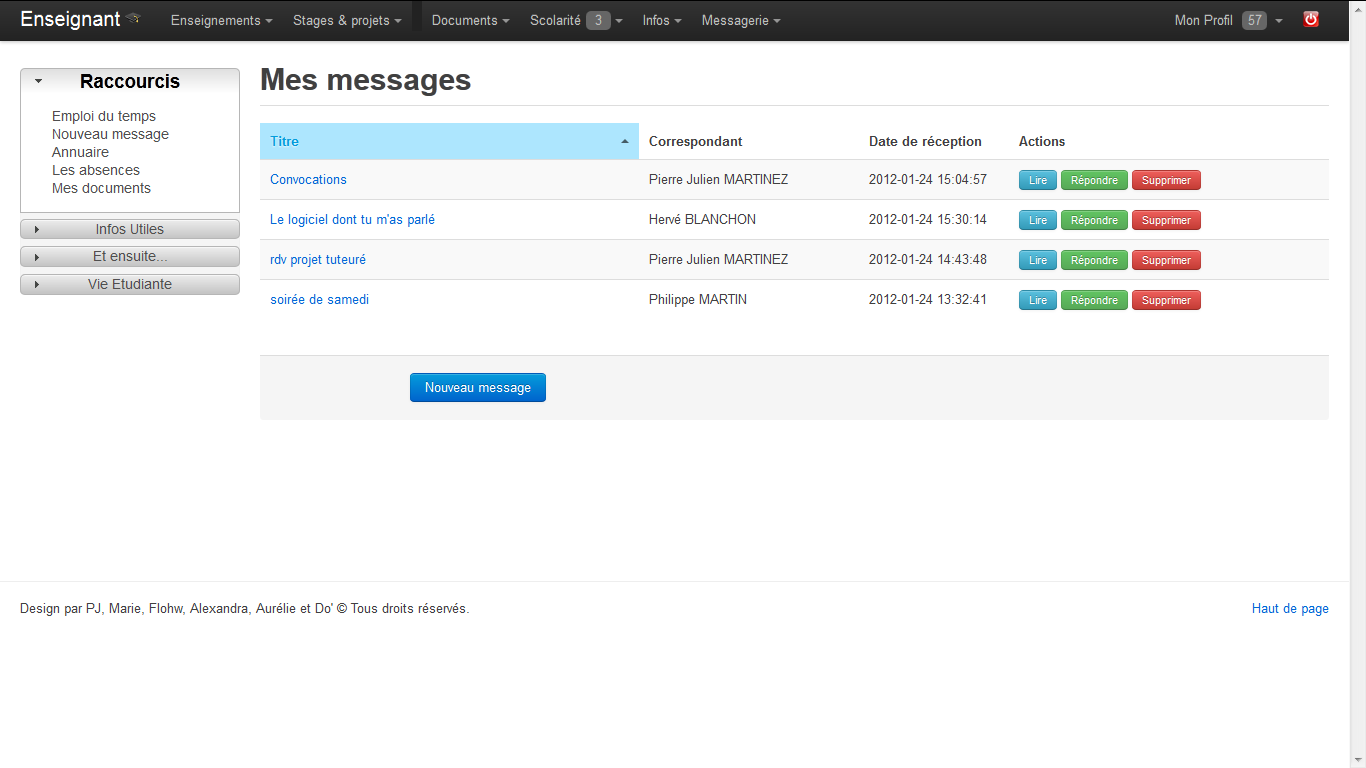 Enseignant Enseignements Stages & projets Documents Scolarité 3 Infos Messagerie Mon Profil 57
Raccourcis
Emploi du temps
Nouveau message
Annuaire
Les absences
Mes documents
Infos Utiles
Et ensuite...
Vie Etudiante
Mes messages
Titre Correspondant Date de réception Actions
Convocations Pierre Julien MARTINEZ 2012-01-24 15:04:57 Lire Répondre Supprimer
Le logiciel dont tu m'as parlé Hervé BLANCHON 2012-01-24 15:30:14 Lire Répondre Supprimer
rdv projet tuteuré Pierre Julien MARTINEZ 2012-01-24 14:43:48 Lire Répondre Supprimer
soirée de samedi Philippe MARTIN 2012-01-24 13:32:41 Lire Répondre Supprimer
Nouveau message
Design par PJ, Marie, Flohw, Alexandra, Aurélie et Do' © Tous droits réservés. Haut de page